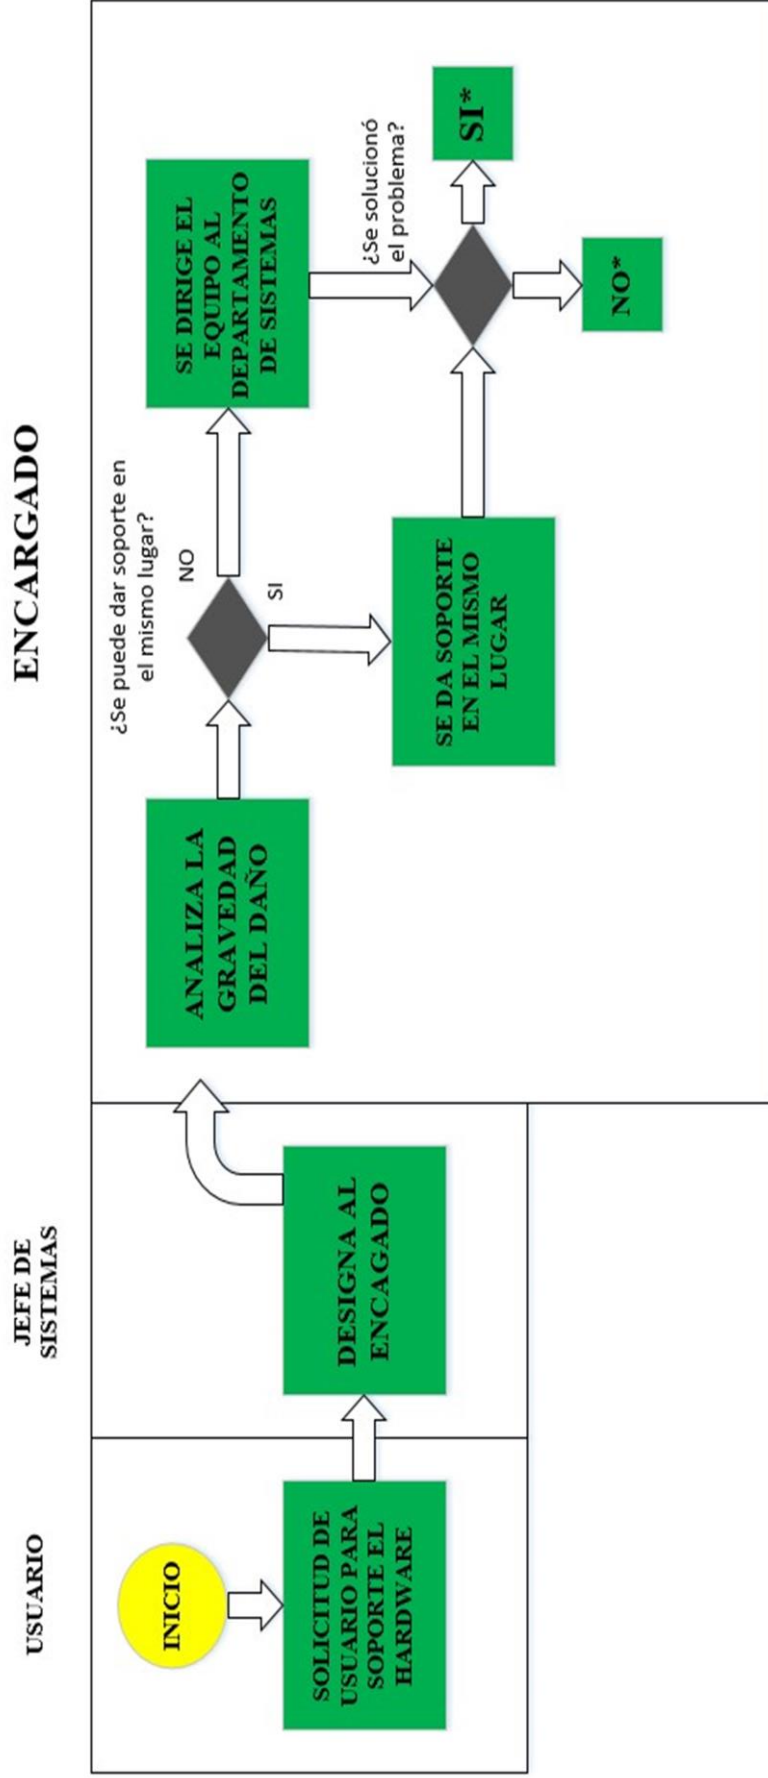 USUARIO
JEFE DE
SISTEMAS
ENCARGADO
INICIO
SOLICITUD DE
USUARIO PARA
SOPORTE EL
HARDWARE
DESIGNA AL
ENCAGADO
ANALIZA LA
GRAVEDAD
DEL DAÑO
¿Se puede dar soporte en
el mismo lugar?
NO
SI
SE DIRIGE EL
EQUIPO AL
DEPARTAMENTO
DE SISTEMAS
SE DA SOPORTE
EN EL MISMO
LUGAR
¿Se solucionó
el problema?
SI*
NO*